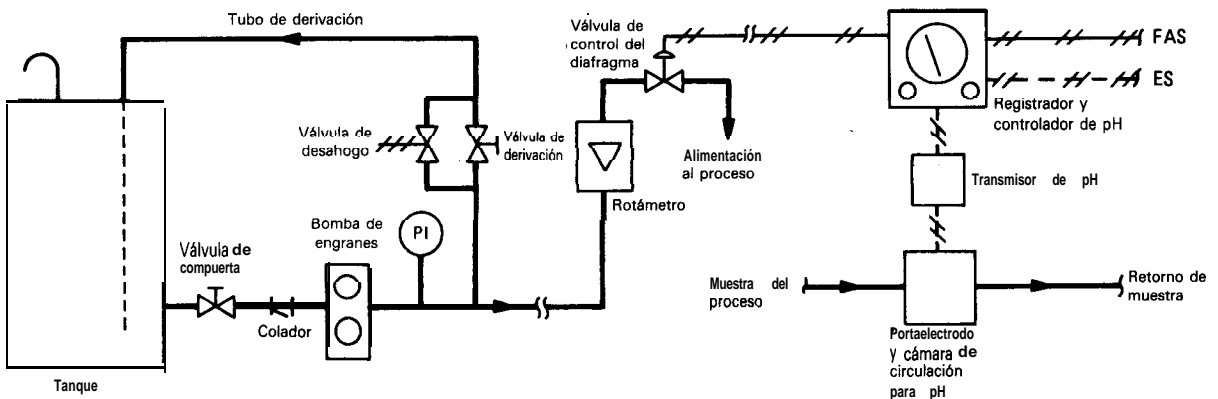 Tubo de derivación
Válvula de
control del
diafragma
FAS
ES
Registrador y
controlador de pH
Válvula de
desahogo
Válvula de
derivación
Alimentación
al proceso
Transmisor de pH
Rotámetro
Bomba de
engranes
PI
Válvula de
compuerta
Colador
Muestra del
proceso
Retorno de
muestra
Portaelectrodo
y cámara de
circulación
para pH
Tanque